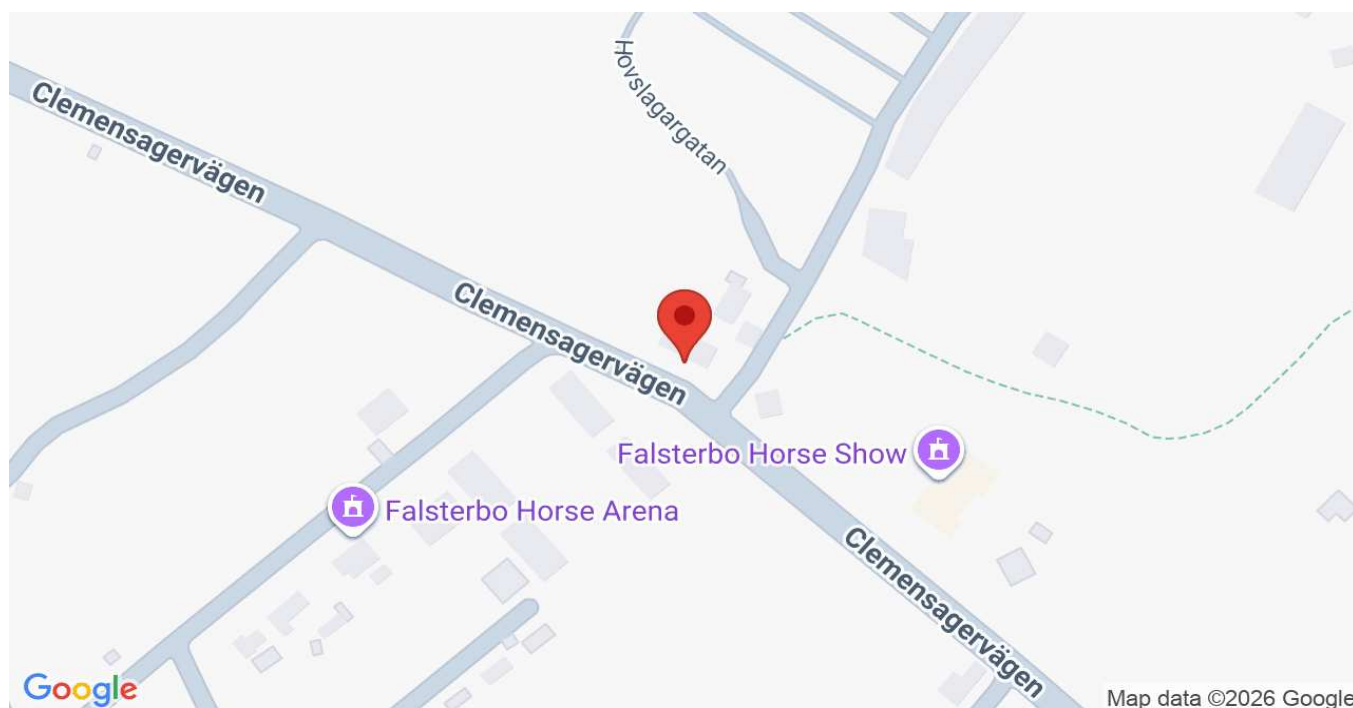 Clemensagervägen
Hovslagargatan
Clemensagervägen
Falsterbo Horse Show
Falsterbo Horse Arena
Clemensagervägen
Google
Map data ©2026 Google